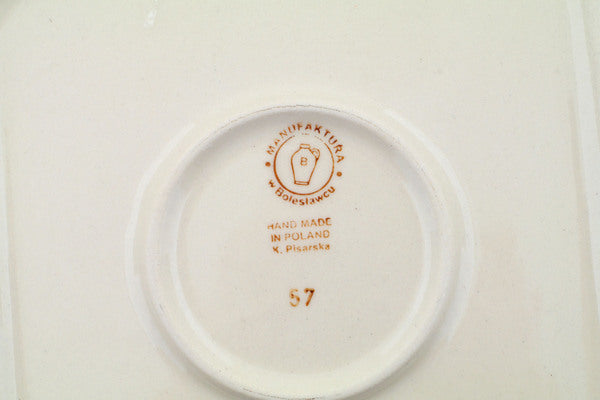 MANUFAKTURA
B
w Bolesławcu
HAND MADE
IN POLAND
K. Pisarska
57